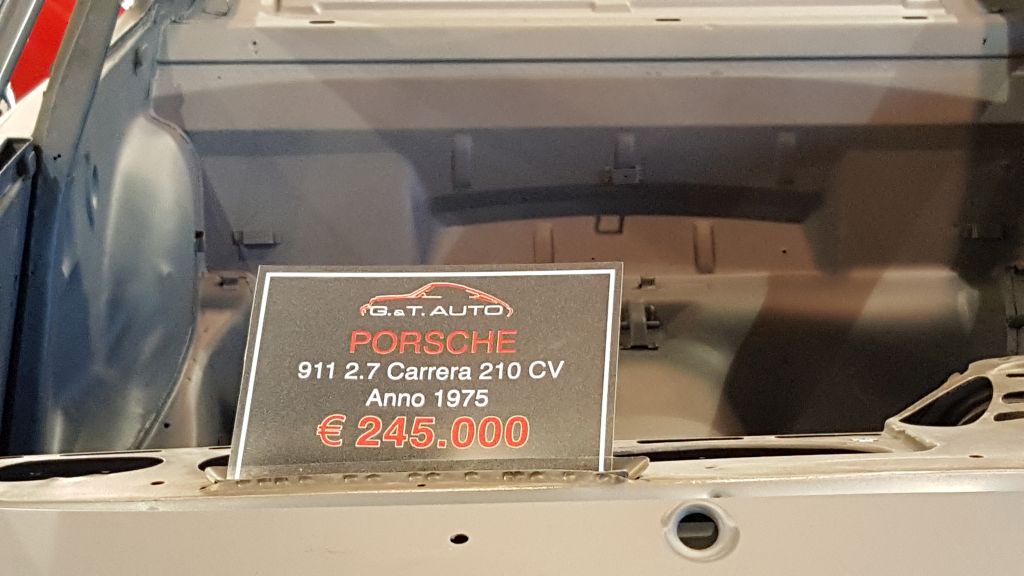 G.&T. AUTO
PORSCHE
911 2.7 Carrera 210 CV
Anno 1975
€ 245.000